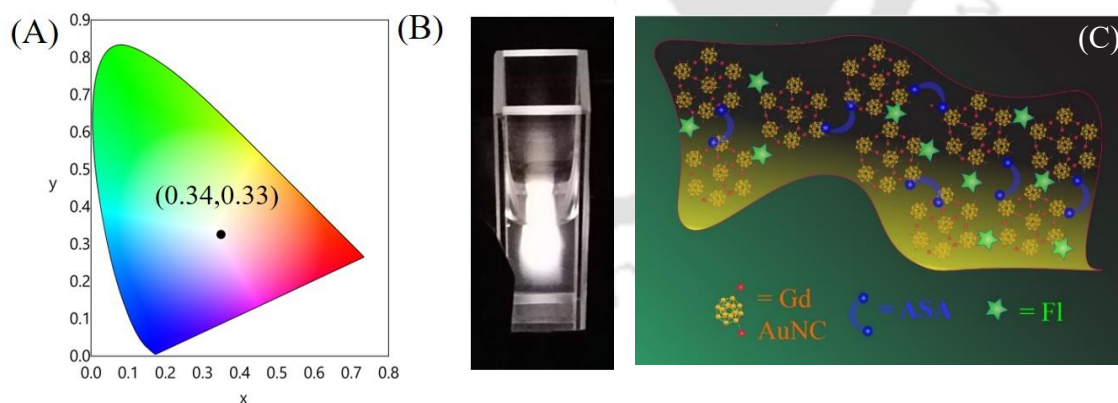 (A)
0.9
0.8
0.7
0.6
0.5
y
0.4
0.3
0.2
0.1
0.0
(0.34,0.33)
0.0 0.1 0.2 0.3 0.4 0.5 0.6 0.7 0.8
x
(B)
(C)
= Gd
AuNC
= ASA
= Fl